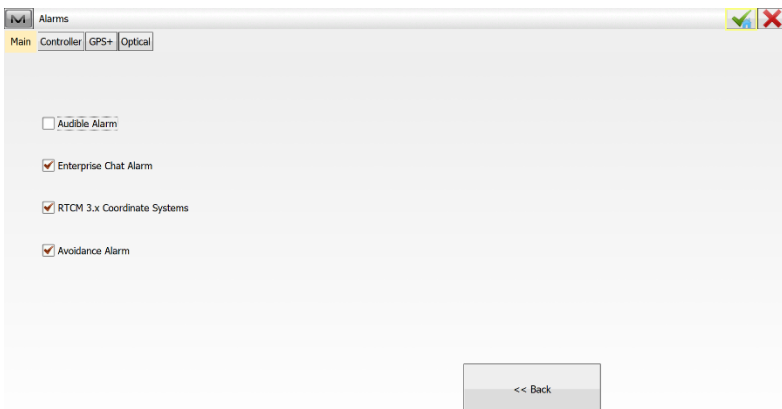 Alarms
Main Controller GPS+ Optical
Audible Alarm
Enterprise Chat Alarm
RTCM 3.x Coordinate Systems
Avoidance Alarm
<< Back